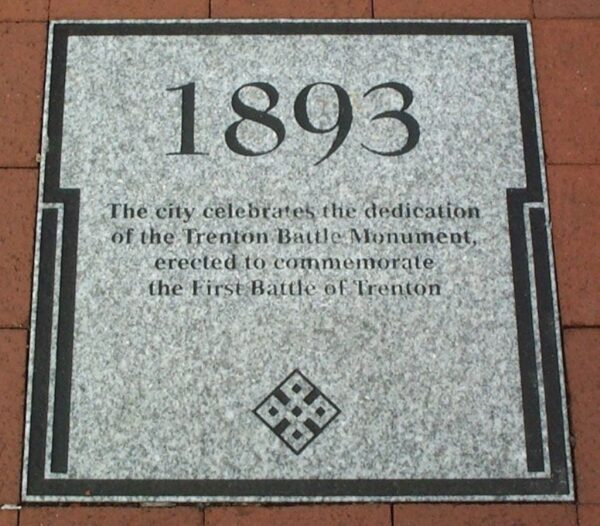 1893
The city celebrates the dedication
of the Trenton Battle Monument,
erected to commemorate
the First Battle of Trenton